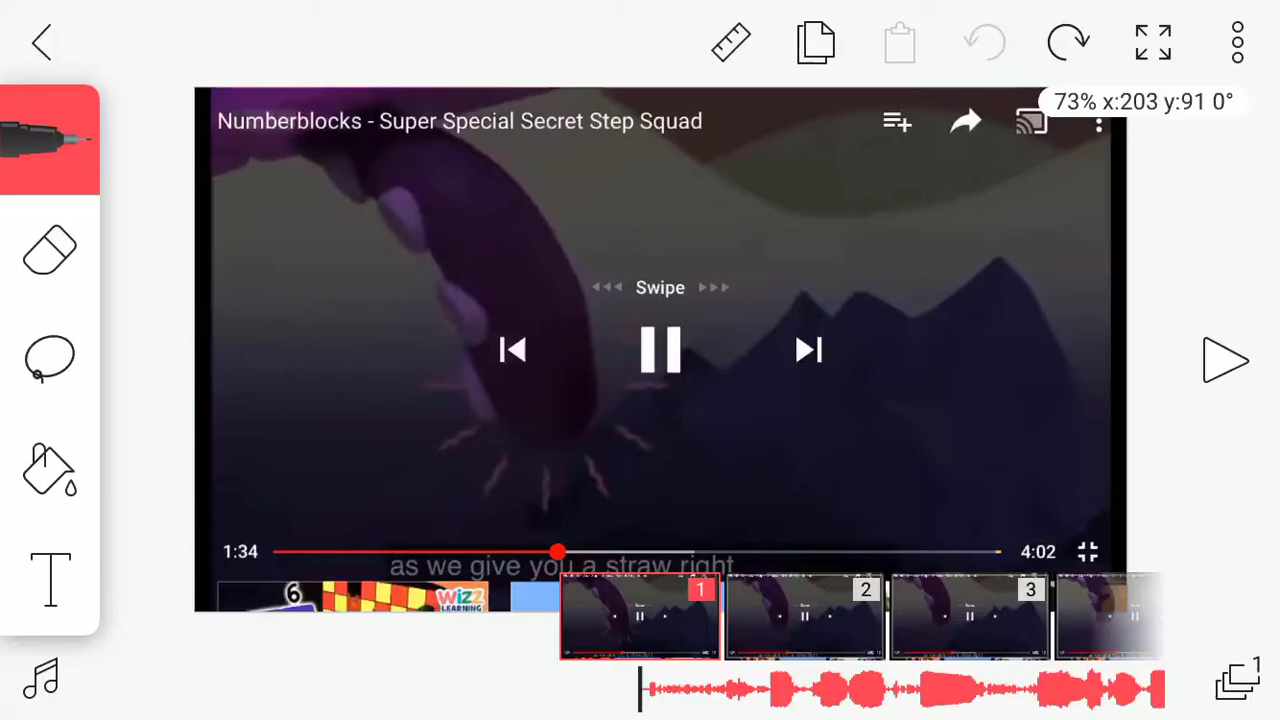 73% x:203 y:91 0°
Numberblocks - Super Special Secret Step Squad
Swipe
1:34
4:02
as we give you a straw right
6
WiZZ
LEARNING
1
2
3
T
1